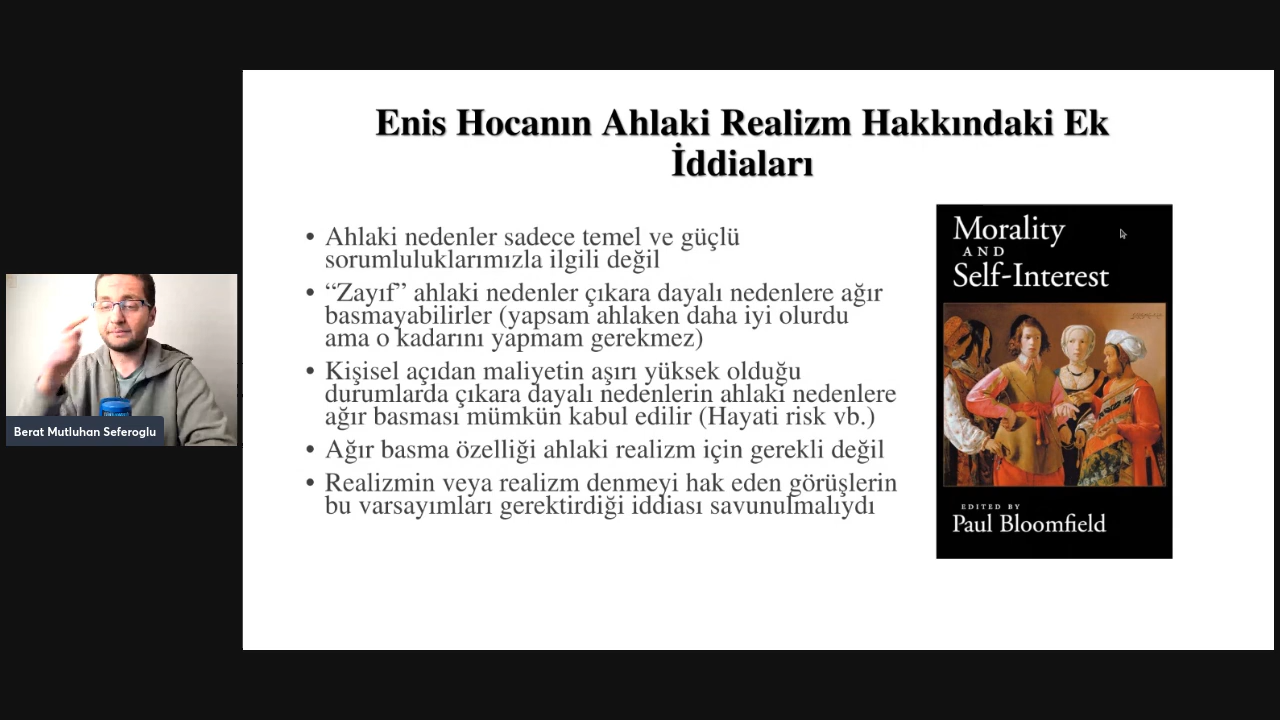 Enis Hocanın Ahlaki Realizm Hakkındaki Ek
İddiaları
• Ahlaki nedenler sadece temel ve güçlü
sorumluluklarımızla ilgili değil
• “Zayıf” ahlaki nedenler çıkara dayalı nedenlere ağır
basmayabilirler (yapsam ahlaken daha iyi olurdu
ama o kadarını yapmam gerekmez)
• Kişisel açıdan maliyetin aşırı yüksek olduğu
durumlarda çıkara dayalı nedenlerin ahlaki nedenlere
ağır basması mümkün kabul edilir (Hayati risk vb.)
• Ağır basma özelliği ahlaki realizm için gerekli değil
• Realizmin veya realizm denmeyi hak eden görüşlerin
bu varsayımları gerektirdiği iddiası savunulmalıydı
Morality
AND
Self-Interest
EDITED BY
Paul Bloomfield
Berat Mutluhan Seferoglu